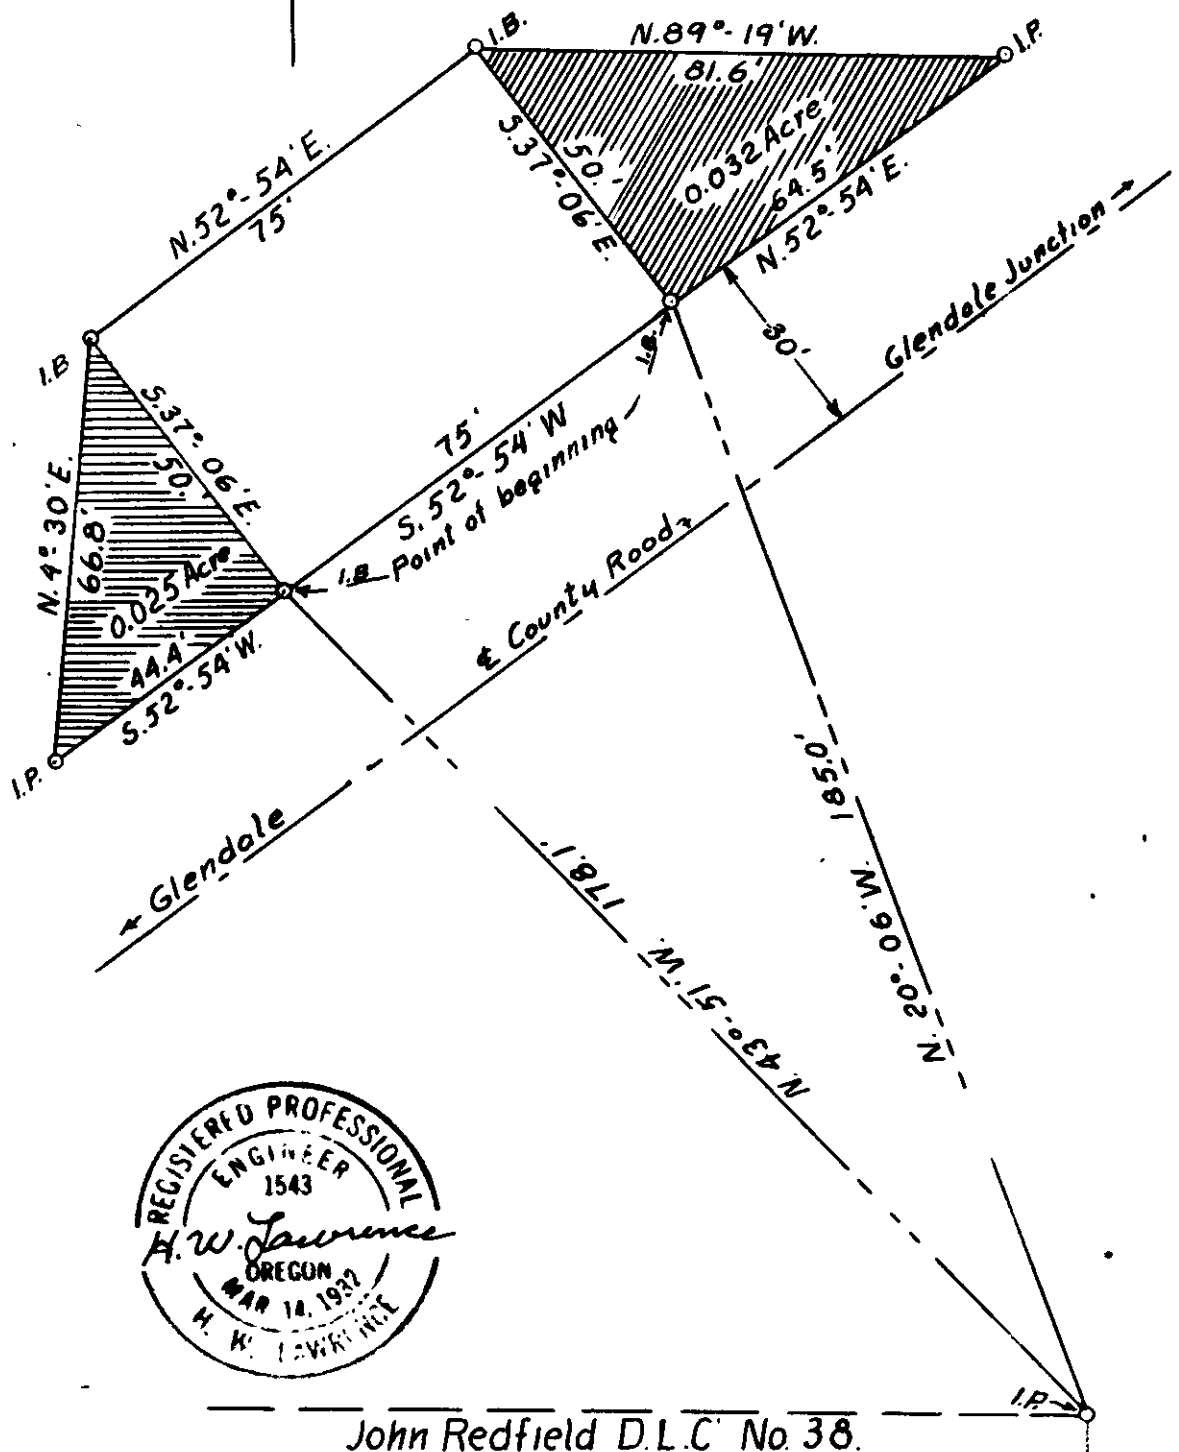 I.B.
N.89°-19'W.
I.P.
81.6'
0.032 Acre
64.5'
N.52°-54'E.
50.'
S.37°-06'E.
N.52°-54'E.
75'
30'
Glendale Junction
I.B.
I.B
S.37°-06'E.
50.'
75'
S.52°-54'W
Point of beginning
I.B
N.4°-30'E.
66.8'
0.025 Acre
44.4'
S.52°-54'W.
I.P.
℄ County Road
Glendale
185.0'
N.20°-06'W.
178.1'
N.43°-51'W.
REGISTERED PROFESSIONAL
ENGINEER
1543
H.W. Lawrence
OREGON
MAR 14, 1932
H. W. LAWRENCE
I.P.
John Redfield D.L.C No. 38.